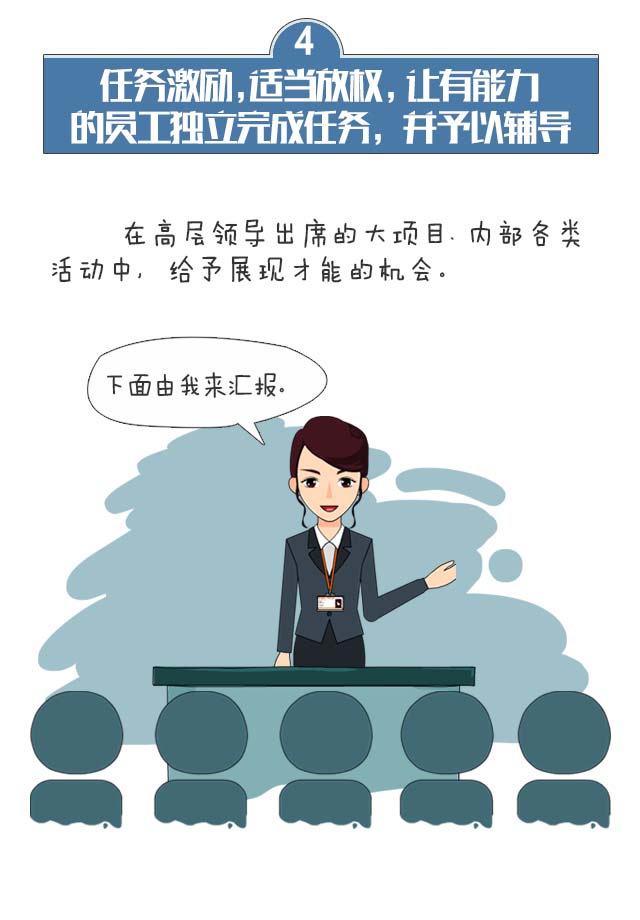 4
任务激励，适当放权，让有能力
的员工独立完成任务，并予以辅导
在高层领导出席的大项目、内部各类
活动中，给予展现才能的机会。
下面由我来汇报。